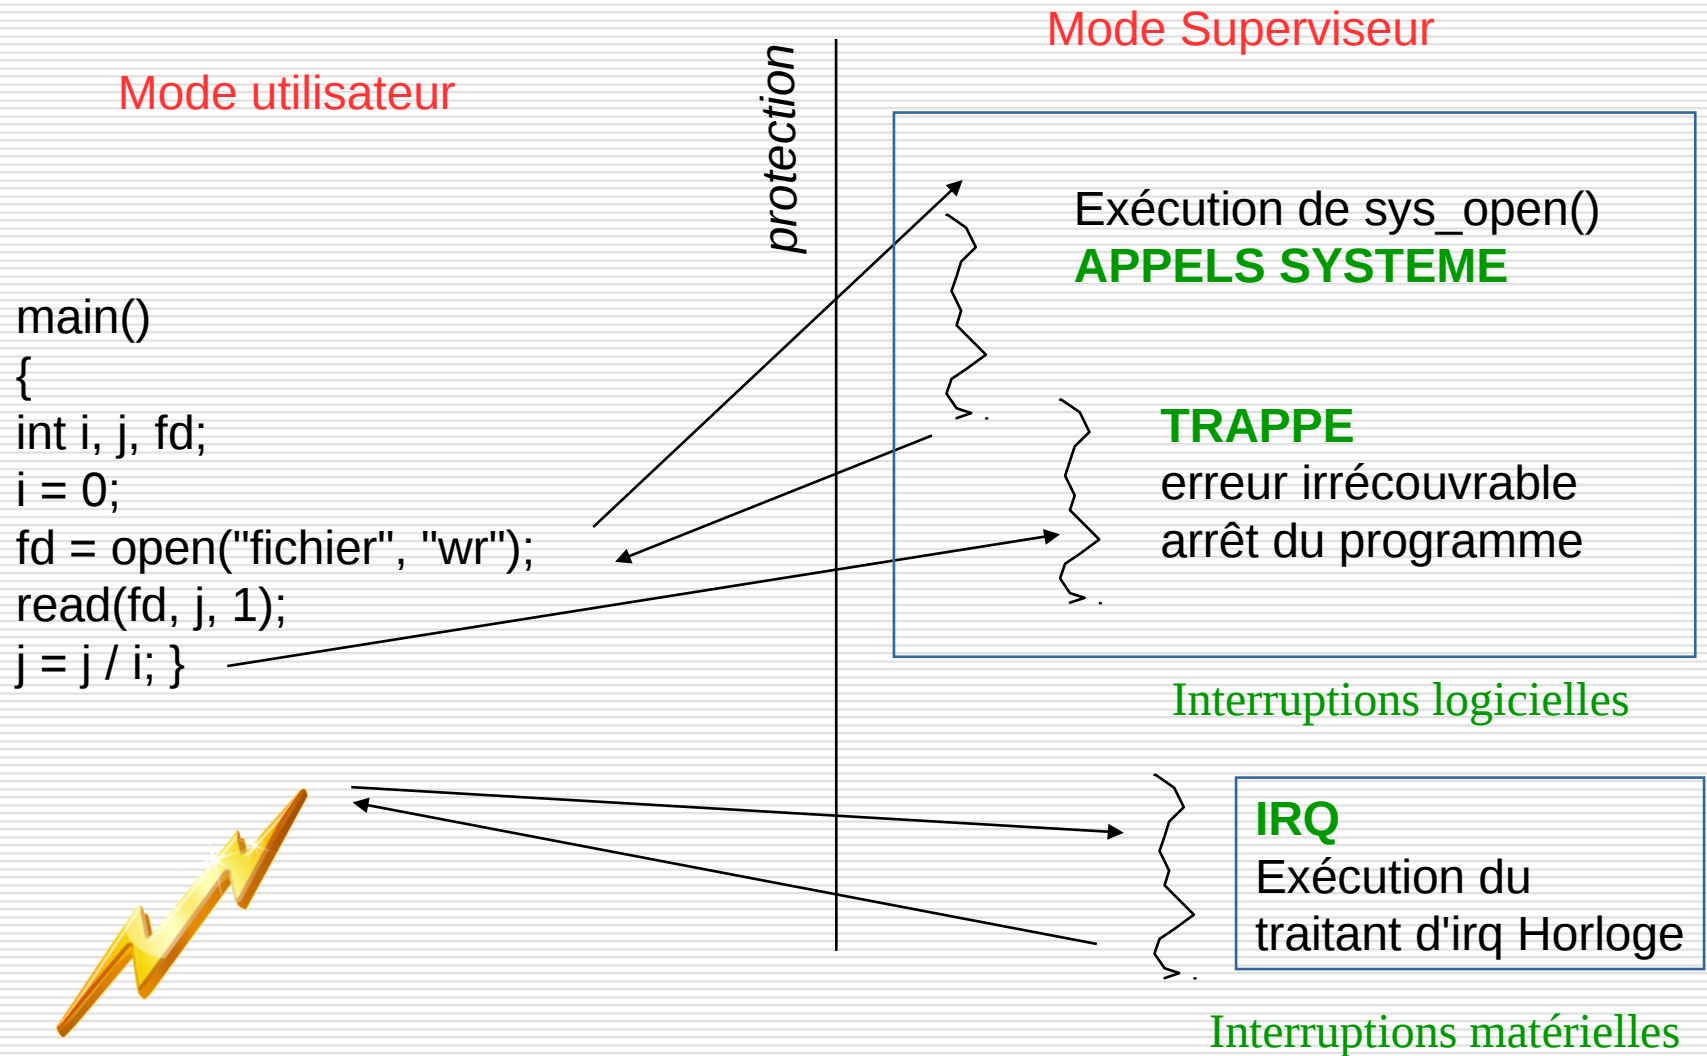 Mode Superviseur
Mode utilisateur
protection
Exécution de sys_open()
APPELS SYSTEME
main()
{
int i, j, fd;
i = 0;
fd = open("fichier", "wr");
read(fd, j, 1);
j = j / i; }
TRAPPE
erreur irrécouvrable
arrêt du programme
Interruptions logicielles
IRQ
Exécution du
traitant d'irq Horloge
Interruptions matérielles